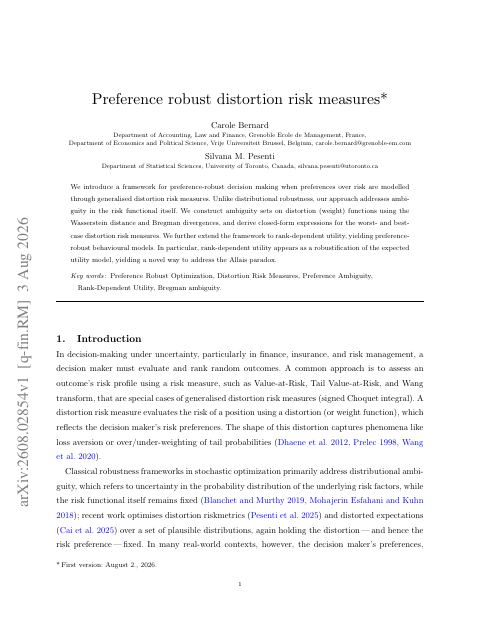 Preference robust distortion risk measures*
Carole Bernard
Department of Accounting, Law and Finance, Grenoble Ecole de Management, France,
Department of Economics and Political Science, Vrije Universiteit Brussel, Belgium, carole.bernard@grenoble-em.com
Silvana M. Pesenti
Department of Statistical Sciences, University of Toronto, Canada, silvana.pesenti@utoronto.ca
We introduce a framework for preference-robust decision making when preferences over risk are modelled
through generalised distortion risk measures. Unlike distributional robustness, our approach addresses ambi-
guity in the risk functional itself. We construct ambiguity sets on distortion (weight) functions using the
Wasserstein distance and Bregman divergences, and derive closed-form expressions for the worst- and best-
case distortion risk measures. We further extend the framework to rank-dependent utility, yielding preference-
robust behavioural models. In particular, rank-dependent utility appears as a robustification of the expected
utility model, yielding a novel way to address the Allais paradox.
Key words: Preference Robust Optimization, Distortion Risk Measures, Preference Ambiguity,
Rank-Dependent Utility, Bregman ambiguity.
1. Introduction
In decision-making under uncertainty, particularly in finance, insurance, and risk management, a
decision maker must evaluate and rank random outcomes. A common approach is to assess an
outcome's risk profile using a risk measure, such as Value-at-Risk, Tail Value-at-Risk, and Wang
transform, that are special cases of generalised distortion risk measures (signed Choquet integral). A
distortion risk measure evaluates the risk of a position using a distortion (or weight function), which
reflects the decision maker's risk preferences. The shape of this distortion captures phenomena like
loss aversion or over/under-weighting of tail probabilities (Dhaene et al. 2012, Prelec 1998, Wang
et al. 2020).
Classical robustness frameworks in stochastic optimization primarily address distributional ambi-
guity, which refers to uncertainty in the probability distribution of the underlying risk factors, while
the risk functional itself remains fixed (Blanchet and Murthy 2019, Mohajerin Esfahani and Kuhn
2018); recent work optimises distortion riskmetrics (Pesenti et al. 2025) and distorted expectations
(Cai et al. 2025) over a set of plausible distributions, again holding the distortion—and hence the
risk preference—fixed. In many real-world contexts, however, the decision maker's preferences,
* First version: August 2., 2026.
1
arXiv:2608.02854v1 [q-fin.RM] 3 Aug 2026